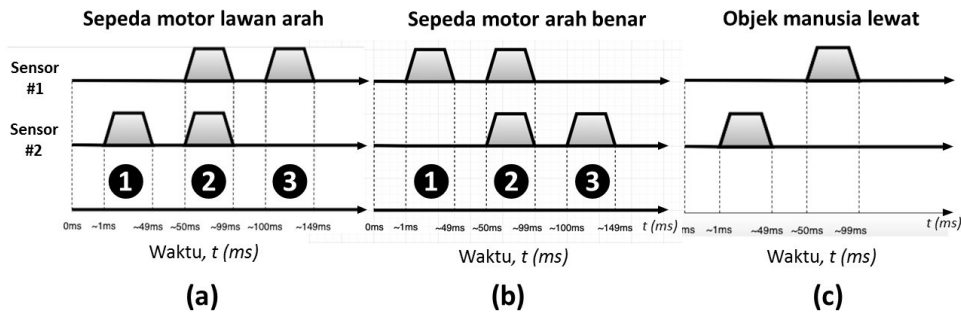 Sepeda motor lawan arah
Sepeda motor arah benar
Objek manusia lewat
Sensor
#1
Sensor
#2
1 2 3
1 2 3
0ms ~1ms ~49ms ~50ms ~99ms ~100ms ~149ms
0ms ~1ms ~49ms ~50ms ~99ms ~100ms ~149ms t (ms)
ms ~1ms ~49ms ~50ms ~99ms t (ms)
Waktu, t (ms)
Waktu, t (ms)
Waktu, t (ms)
(a)
(b)
(c)